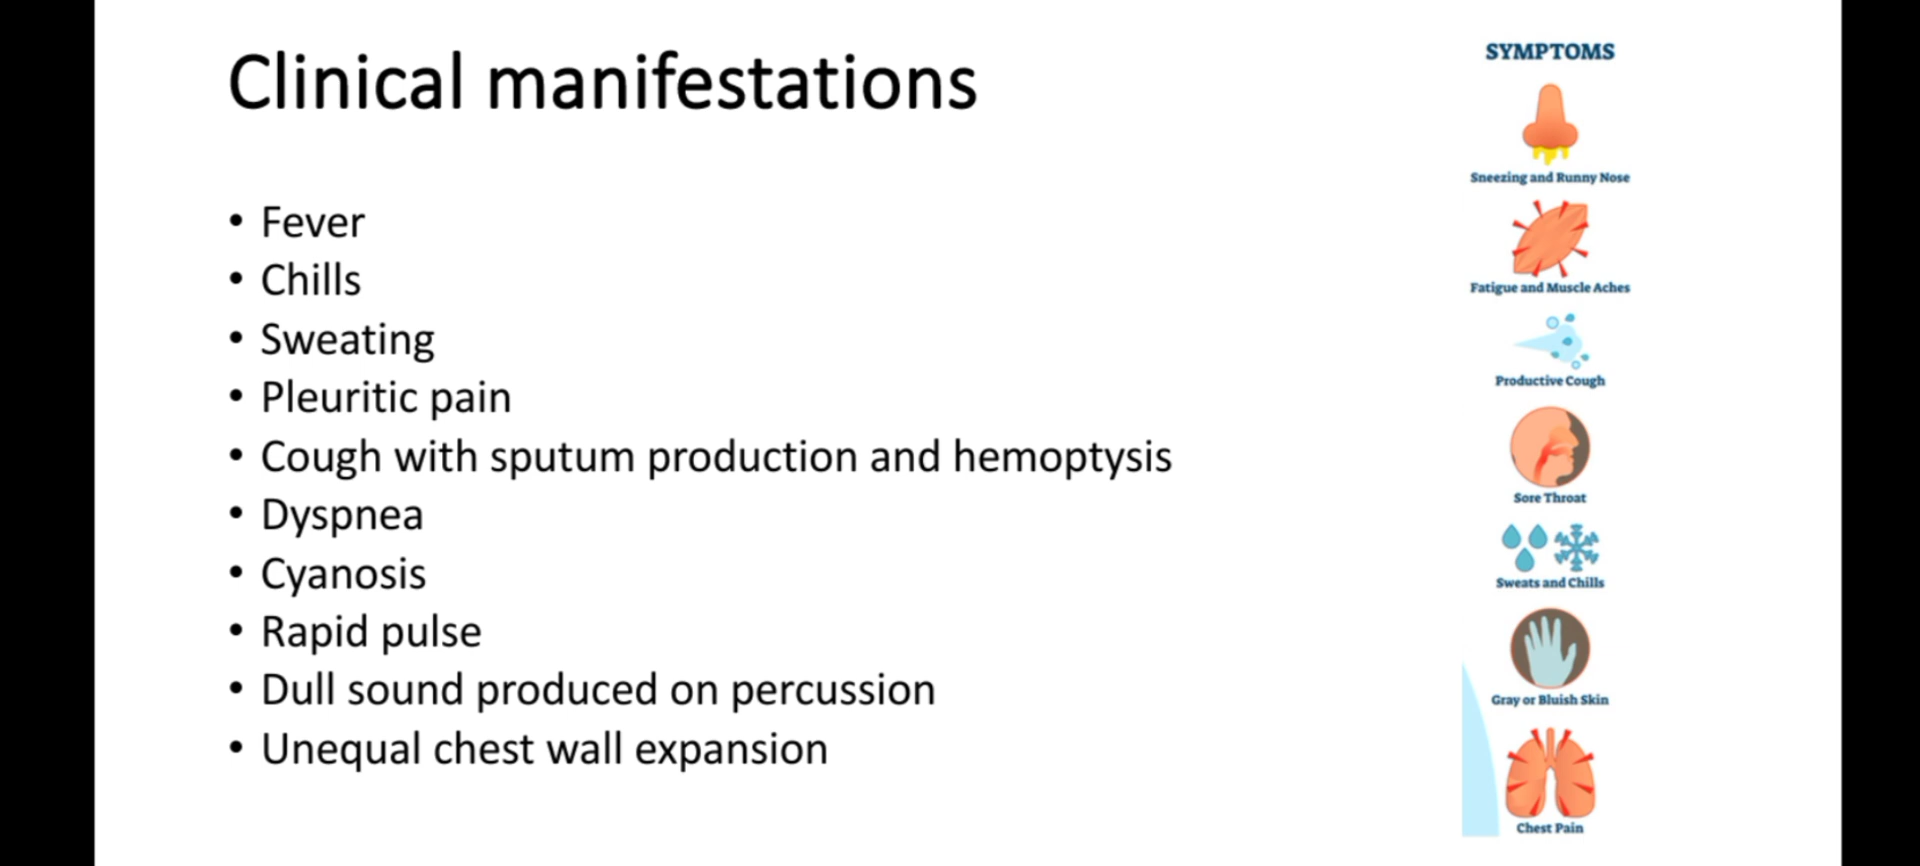 Clinical manifestations
• Fever
• Chills
• Sweating
• Pleuritic pain
• Cough with sputum production and hemoptysis
• Dyspnea
• Cyanosis
• Rapid pulse
• Dull sound produced on percussion
• Unequal chest wall expansion
SYMPTOMS
Sneezing and Runny Nose
Fatigue and Muscle Aches
Productive Cough
Sore Throat
Sweats and Chills
Gray or Bluish Skin
Chest Pain